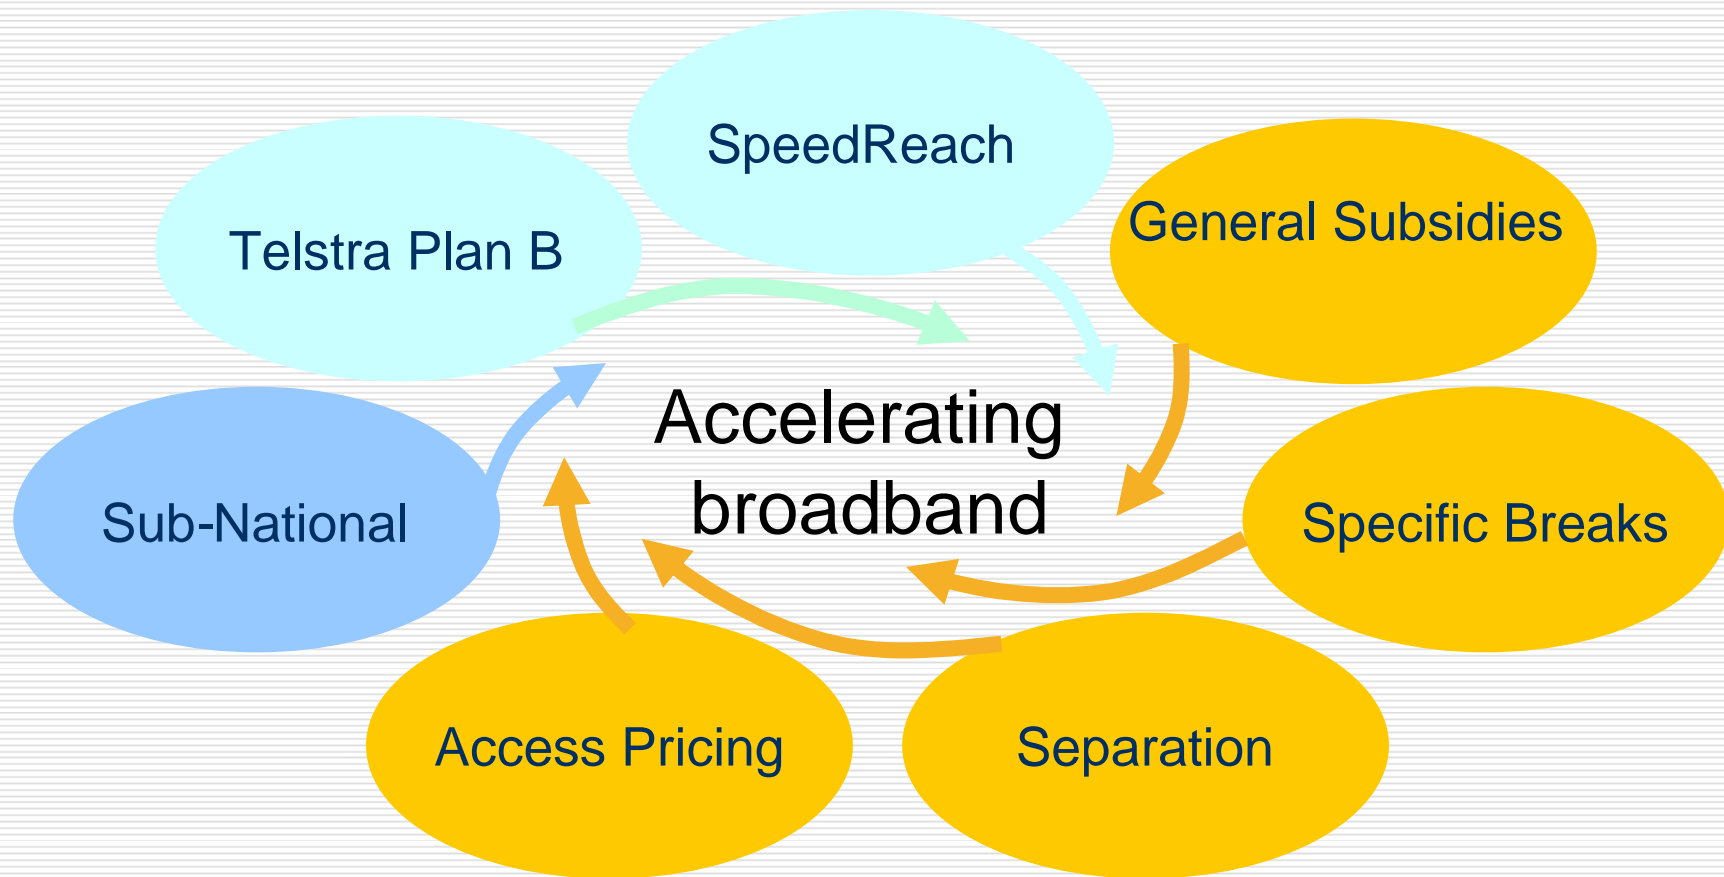 SpeedReach
Telstra Plan B
General Subsidies
Accelerating
broadband
Sub-National
Specific Breaks
Access Pricing
Separation